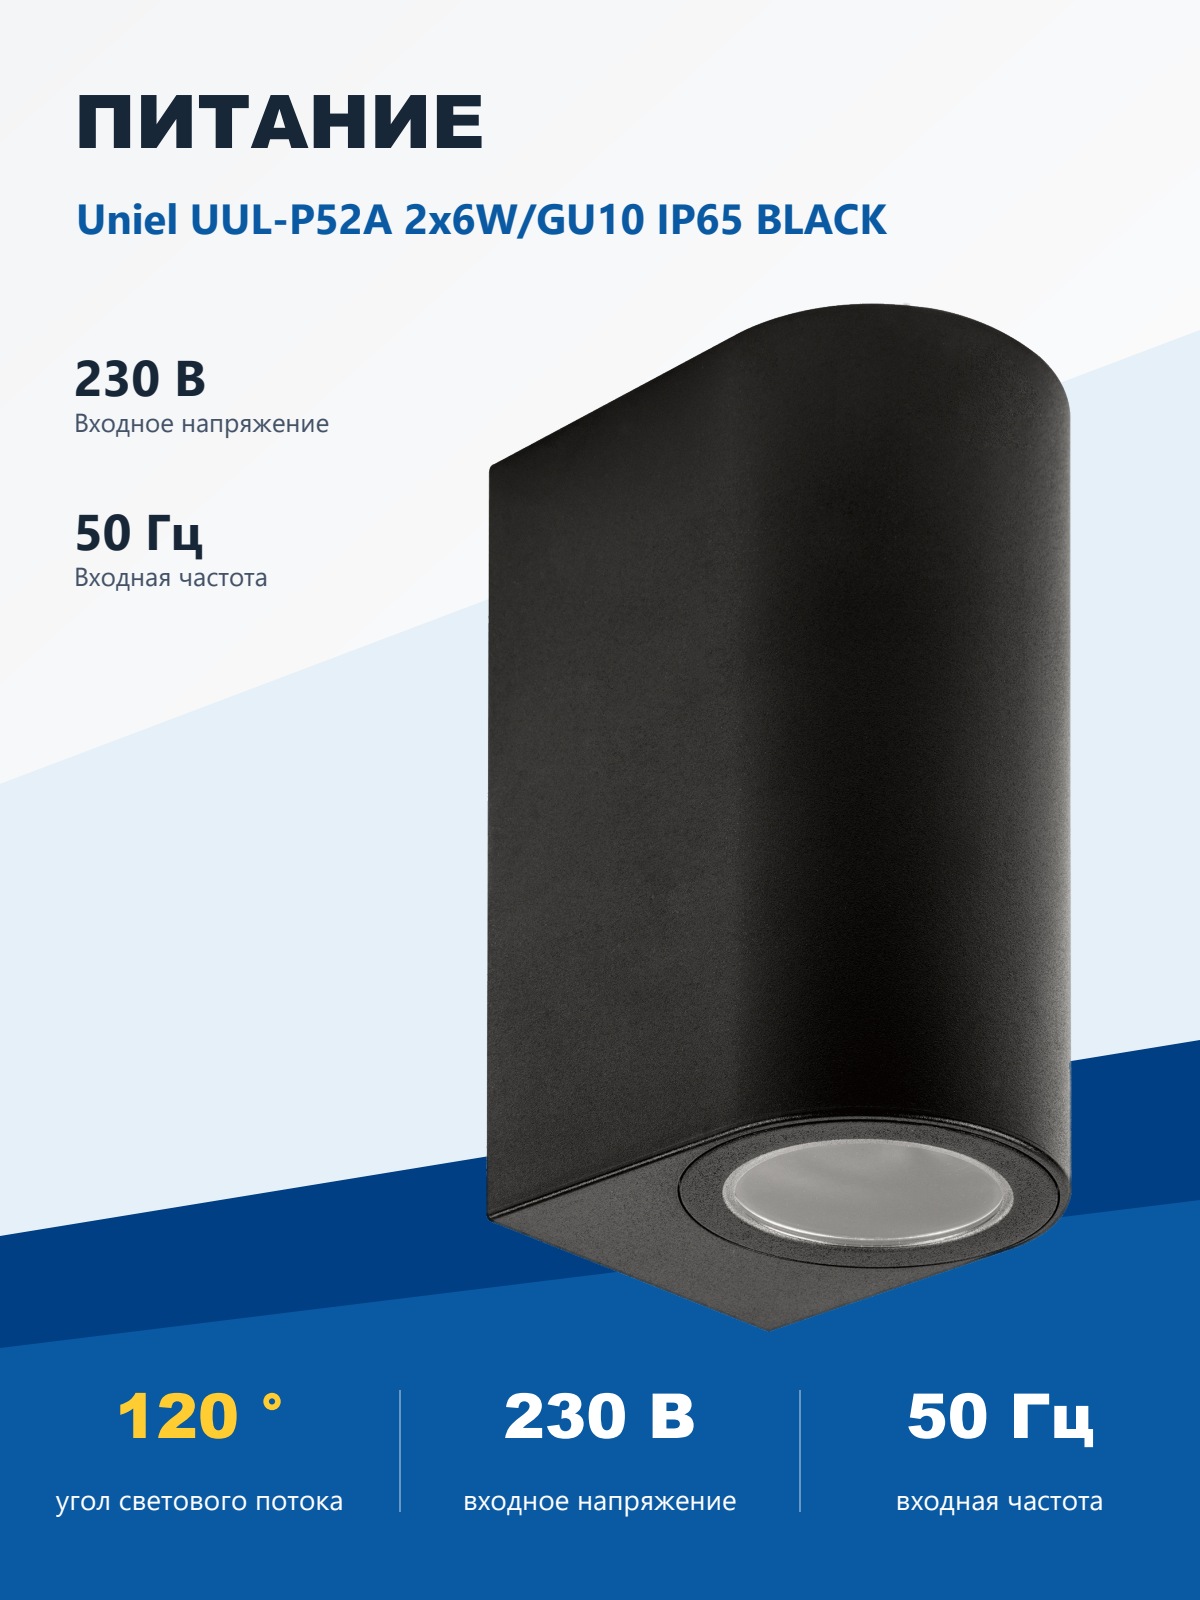 ПИТАНИЕ
Uniel UUL-P52A 2x6W/GU10 IP65 BLACK
230 В
Входное напряжение
50 Гц
Входная частота
120 °
угол светового потока
230 В
входное напряжение
50 Гц
входная частота